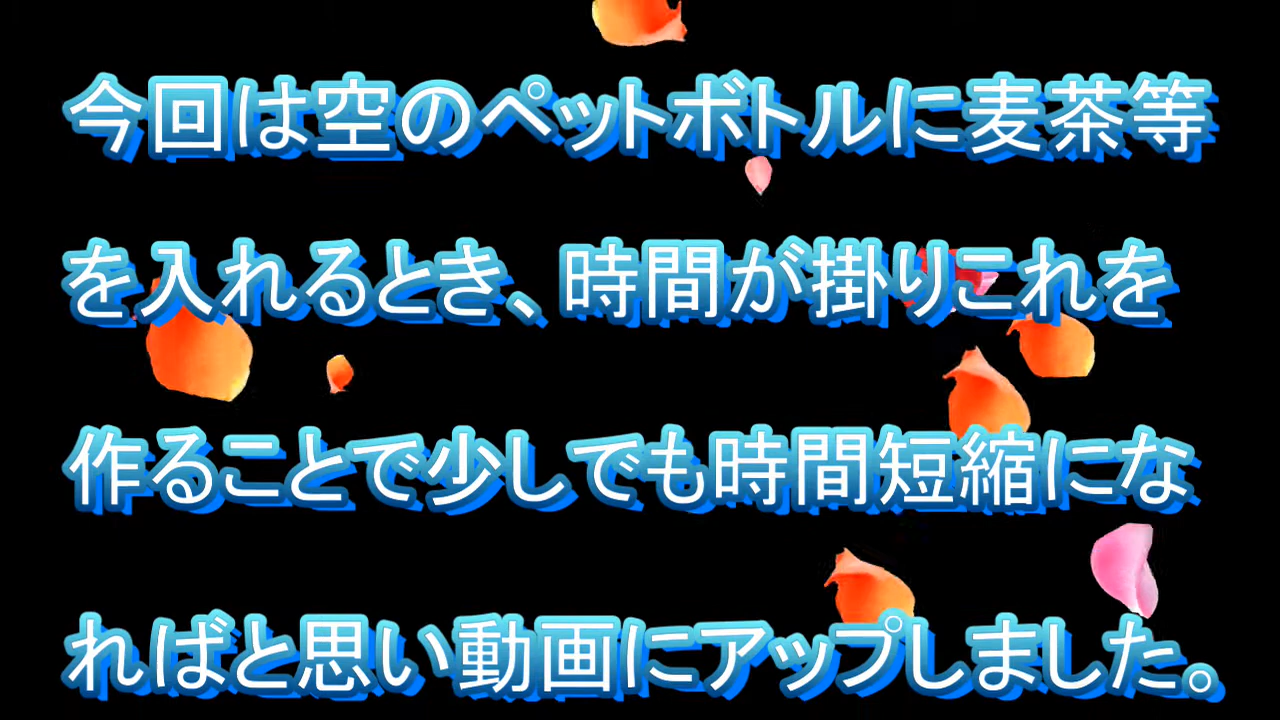 今回は空のペットボトルに麦茶等
を入れるとき、時間が掛りこれを
作ることで少しでも時間短縮にな
ればと思い動画にアップしました。